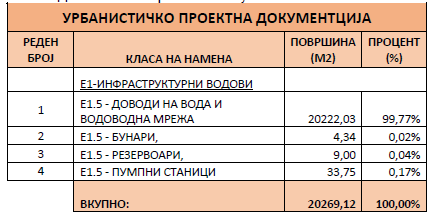 УРБАНИСТИЧКО ПРОЕКТНА ДОКУМЕНТЦИЈА
РЕДЕН БРОЈ КЛАСА НА НАМЕНА ПОВРШИНА (М2) ПРОЦЕНТ (%)
Е1-ИНФРАСТРУКТУРНИ ВОДОВИ
1 Е1.5 - ДОВОДИ НА ВОДА И ВОДОВОДНА МРЕЖА 20222,03 99,77%
2 Е1.5 - БУНАРИ, 4,34 0,02%
3 Е1.5 - РЕЗЕРВОАРИ, 9,00 0,04%
4 Е1.5 - ПУМПНИ СТАНИЦИ 33,75 0,17%
ВКУПНО: 20269,12 100,00%